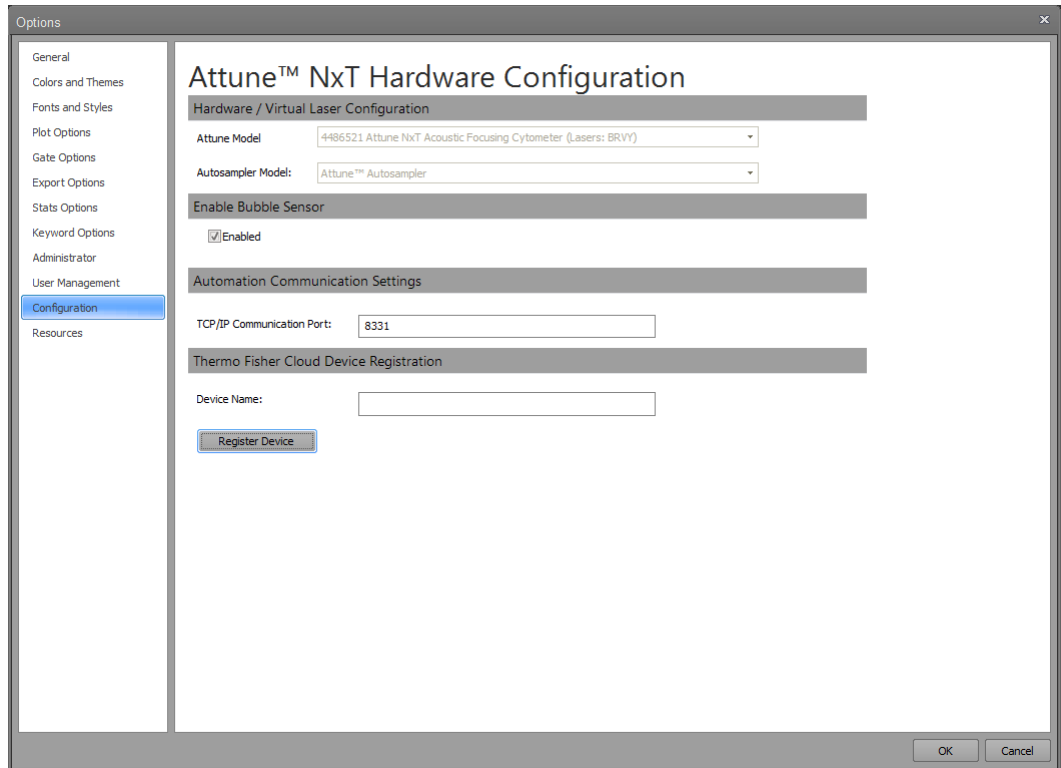 Options
General
Colors and Themes
Fonts and Styles
Plot Options
Gate Options
Export Options
Stats Options
Keyword Options
Administrator
User Management
Configuration
Resources
Attune™ NxT Hardware Configuration
Hardware / Virtual Laser Configuration
Attune Model
4486521 Attune NxT Acoustic Focusing Cytometer (Lasers: BRVY)
Autosampler Model:
Attune™ Autosampler
Enable Bubble Sensor
Enabled
Automation Communication Settings
TCP/IP Communication Port:
8331
Thermo Fisher Cloud Device Registration
Device Name:
Register Device
OK
Cancel